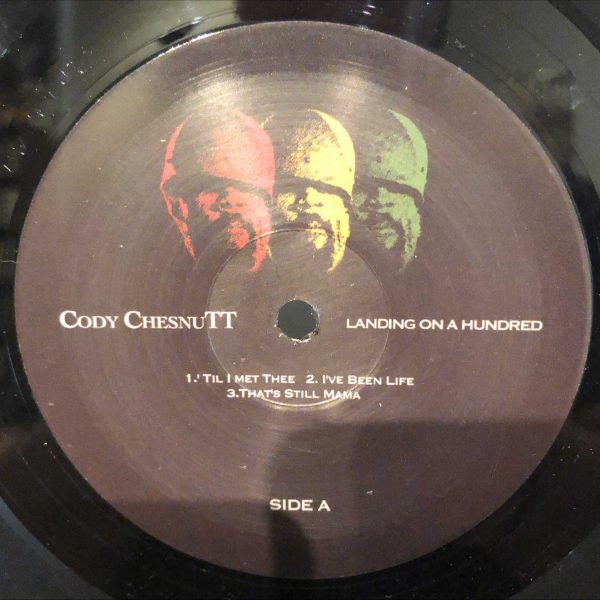 CODY CHESNUTT
LANDING ON A HUNDRED
1.' TIL I MET THEE 2. I'VE BEEN LIFE
3.THAT'S STILL MAMA
SIDE A